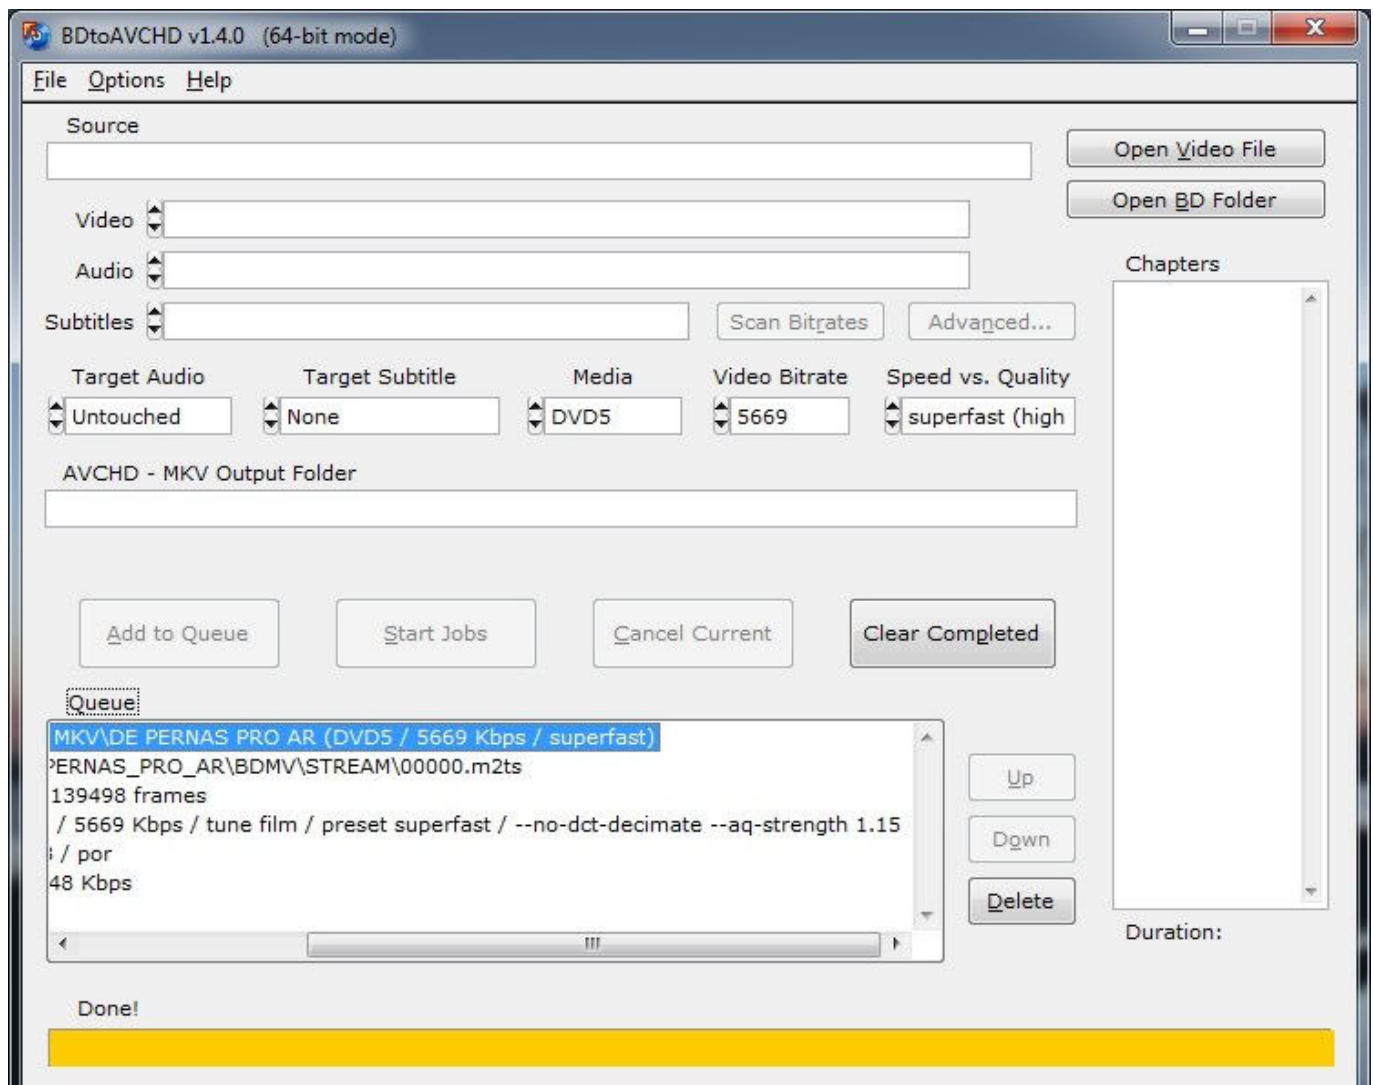 BDtoAVCHD v1.4.0 (64-bit mode)
File Options Help
Source
Open Video File
Open BD Folder
Video
Audio
Chapters
Subtitles
Scan Bitrates
Advanced...
Target Audio Target Subtitle Media Video Bitrate Speed vs. Quality
Untouched None DVD5 5669 superfast (high
AVCHD - MKV Output Folder
Add to Queue Start Jobs Cancel Current Clear Completed
Queue
MKV\DE PERNAS PRO AR (DVD5 / 5669 Kbps / superfast)
PERNAS_PRO_AR\BDMV\STREAM\00000.m2ts
139498 frames
/ 5669 Kbps / tune film / preset superfast / --no-dct-decimate --aq-strength 1.15
/ por
48 Kbps
Up
Down
Delete
Duration:
Done!